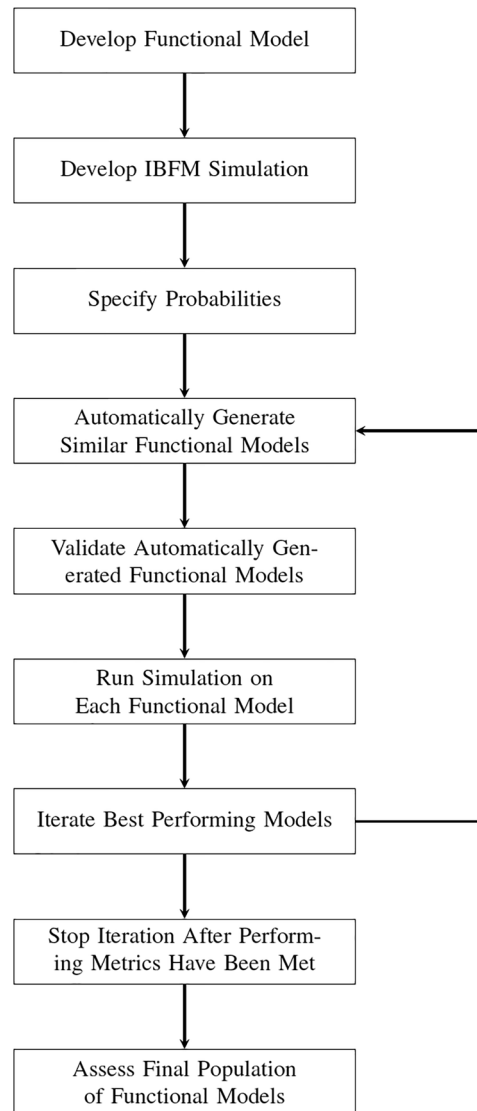 Develop Functional Model
Develop IBFM Simulation
Specify Probabilities
Automatically Generate
Similar Functional Models
Validate Automatically Gen-
erated Functional Models
Run Simulation on
Each Functional Model
Iterate Best Performing Models
Stop Iteration After Perform-
ing Metrics Have Been Met
Assess Final Population
of Functional Models